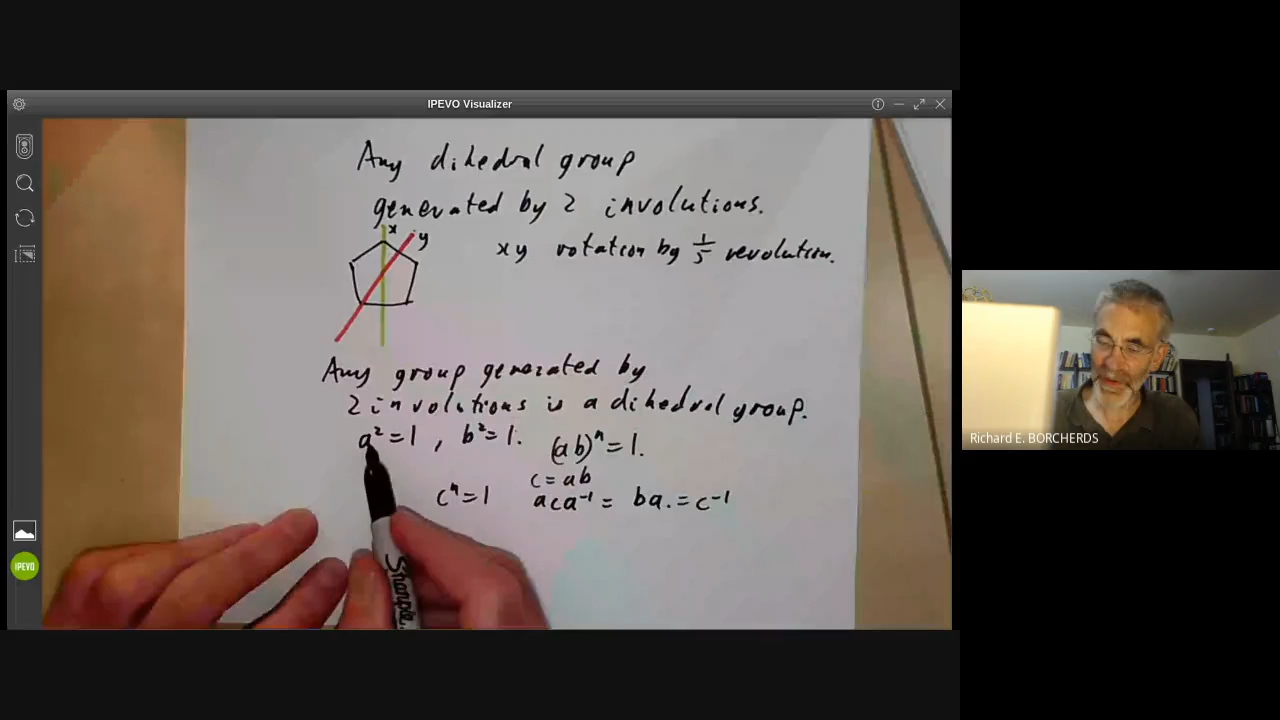 IPEVO Visualizer
Any dihedral group
generated by 2 involutions.
x
y
xy rotation by 1/5 revolution.
Any group generated by
2 involutions is a dihedral group.
a² = 1 , b² = 1. (ab)ⁿ = 1.
c = ab
cⁿ = 1 aca⁻¹ = ba. = c⁻¹
Sharpie
IPEVO
Richard E. BORCHERDS